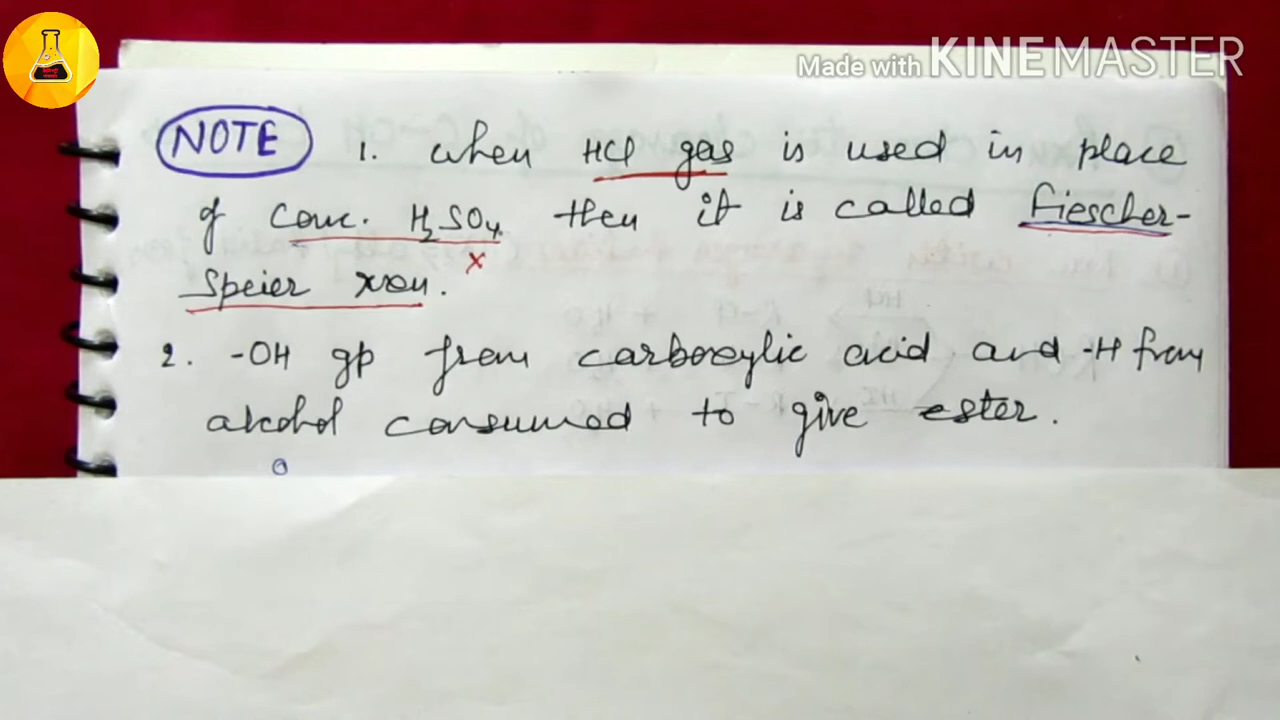 Made with KINEMASTER
NOTE 1. when HCl gas is used in place
of conc. H₂SO₄ then it is called Fiescher-
x
Speier rxn.
2. -OH gp from carboxylic acid and -H from
alcohol consumed to give ester.